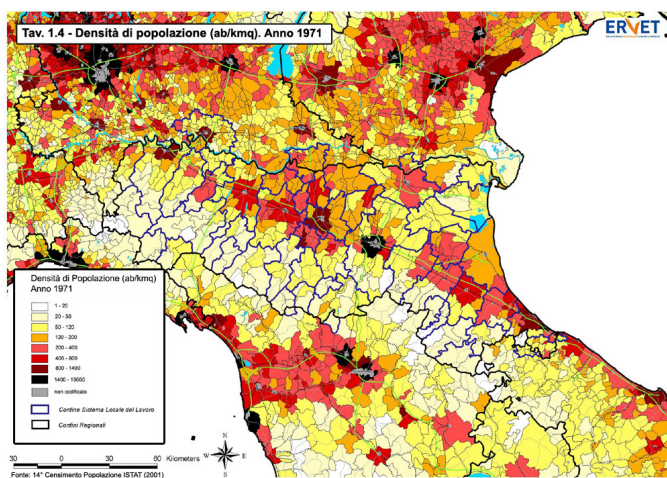 Tav. 1.4 - Densità di popolazione (ab/kmq). Anno 1971
ERVET
Densità di Popolazione (ab/kmq)
Anno 1971
1 - 20
20 - 50
50 - 120
120 - 200
200 - 400
400 - 800
800 - 1400
1400 - 19000
non codificato
Confine Sistema Locale del Lavoro
Confini Regionali
30 0 30 60 Kilometers
N
W E
S
Fonte: 14° Censimento Popolazione ISTAT (2001)